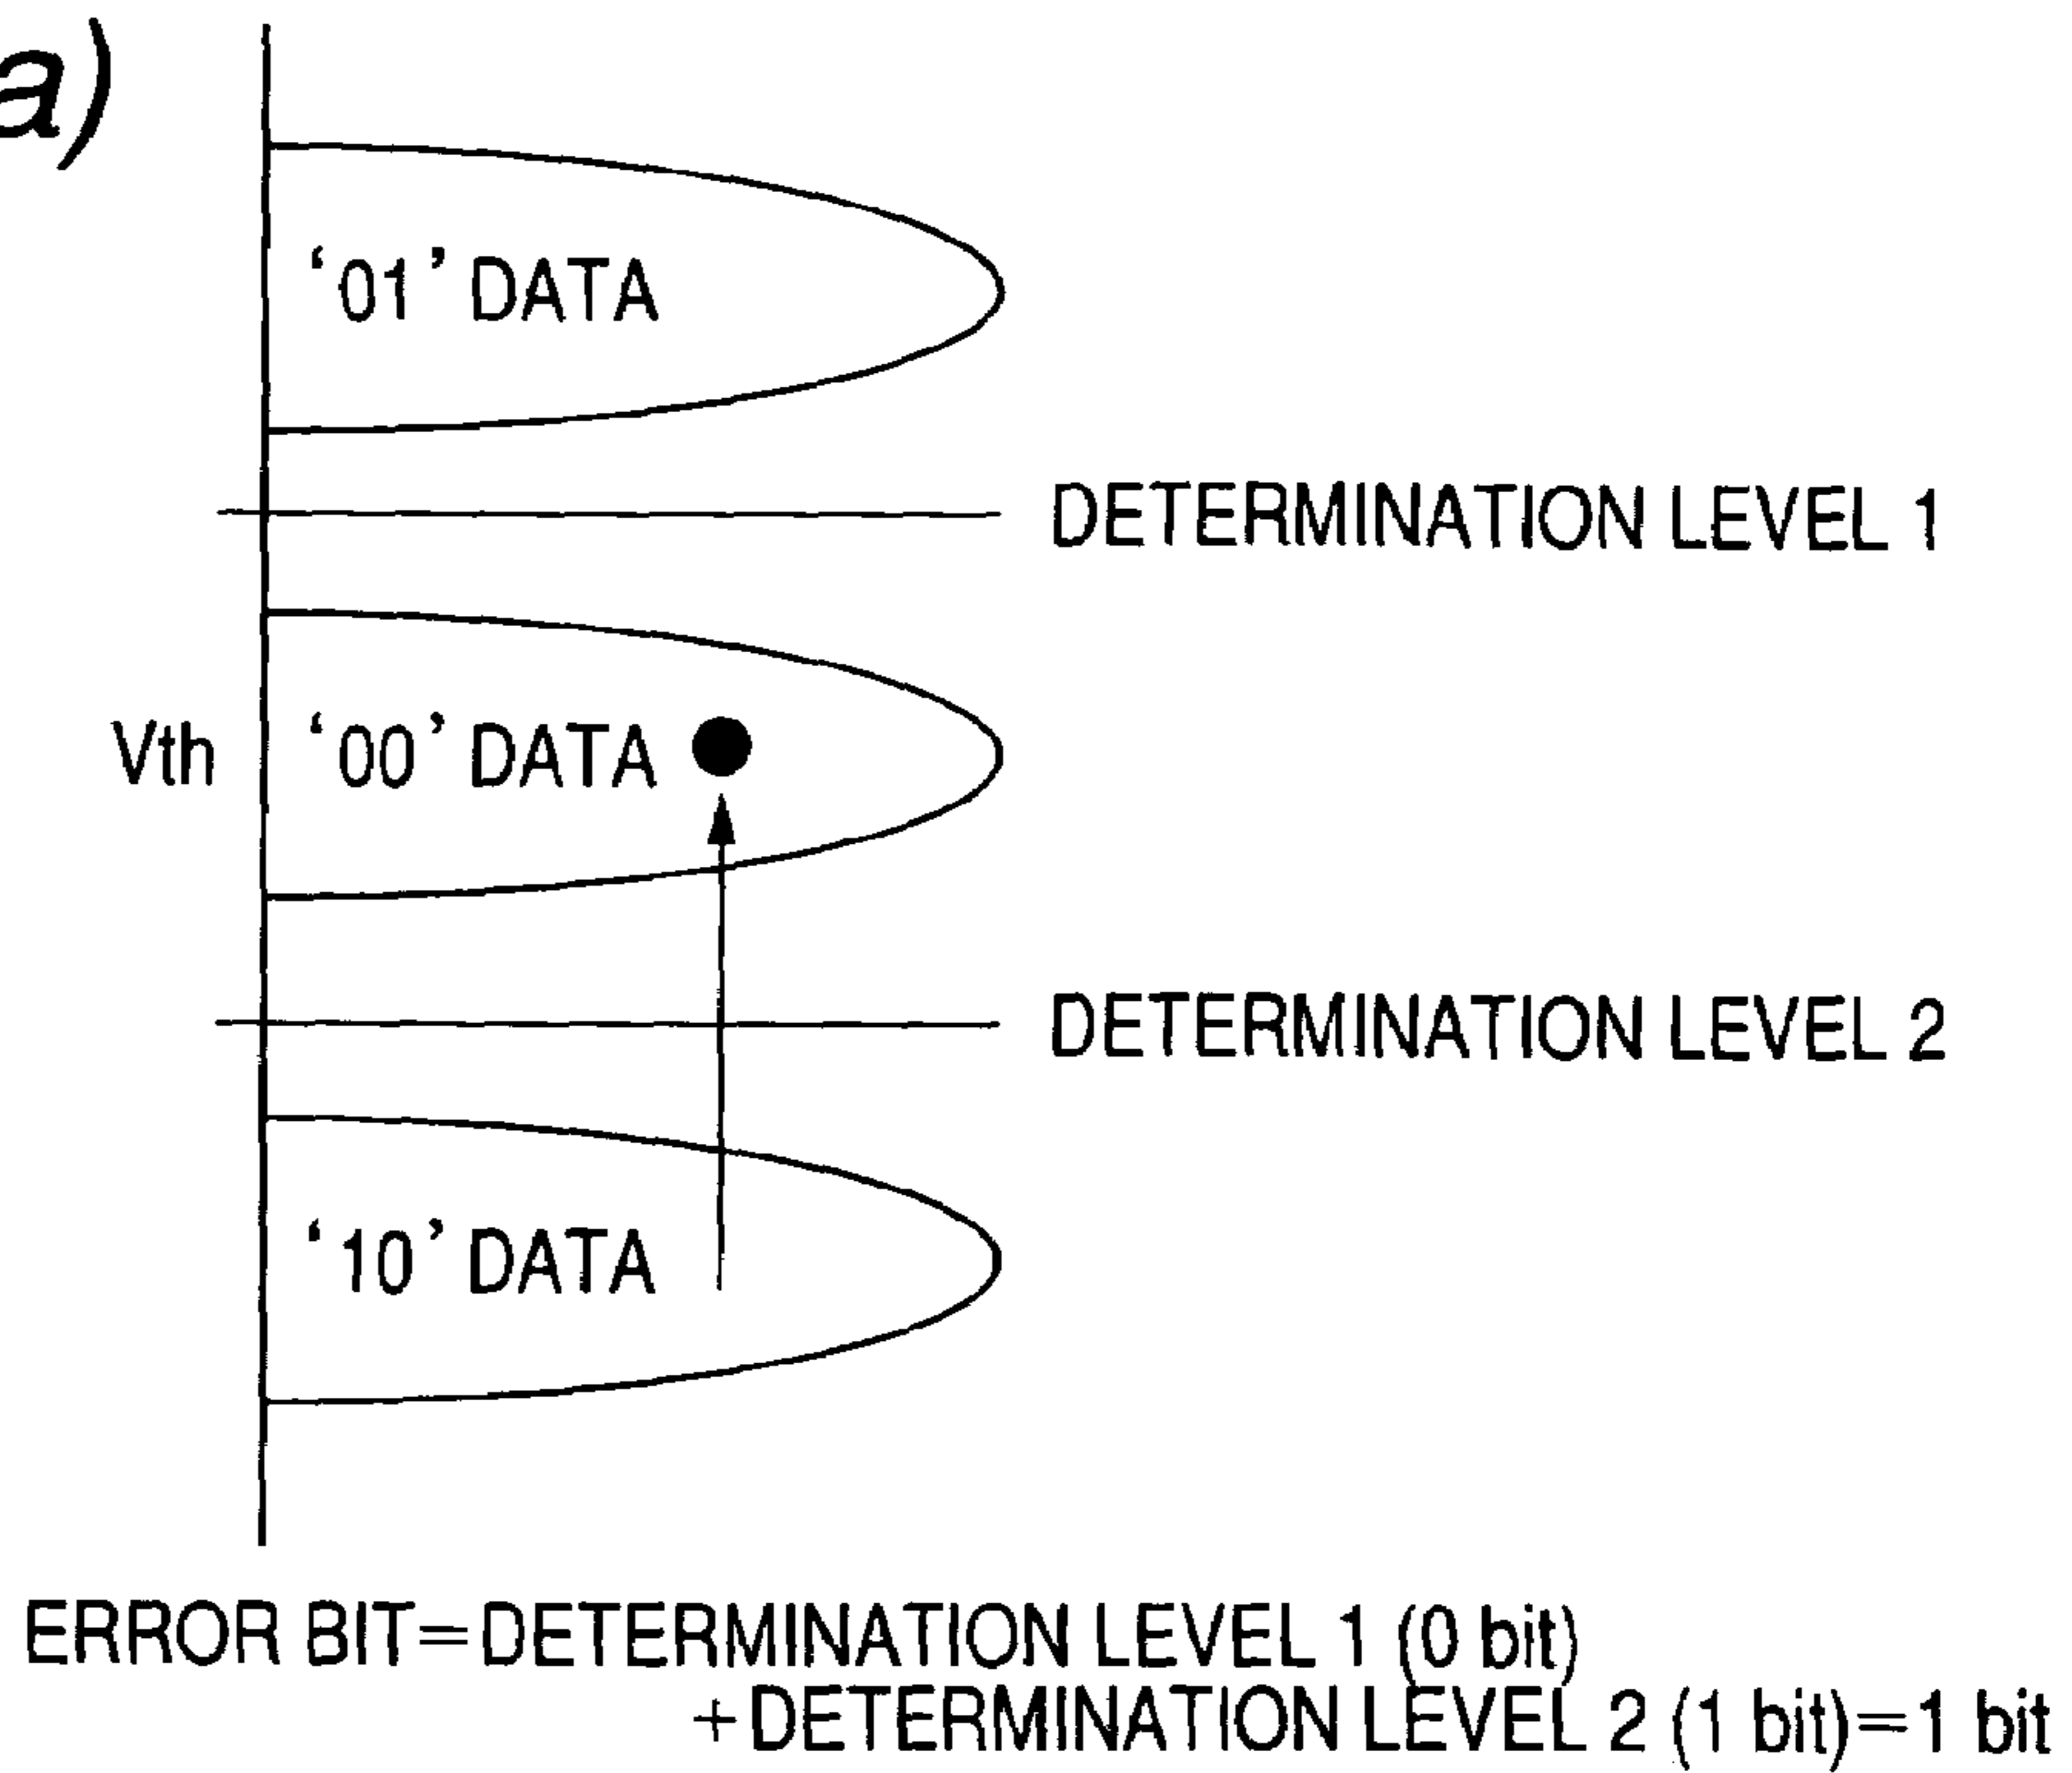 a)
‘01’ DATA
DETERMINATION LEVEL 1
Vth ‘00’ DATA
DETERMINATION LEVEL 2
‘10’ DATA
ERROR BIT=DETERMINATION LEVEL 1 (0 bit)
+DETERMINATION LEVEL 2 (1 bit)=1 bit